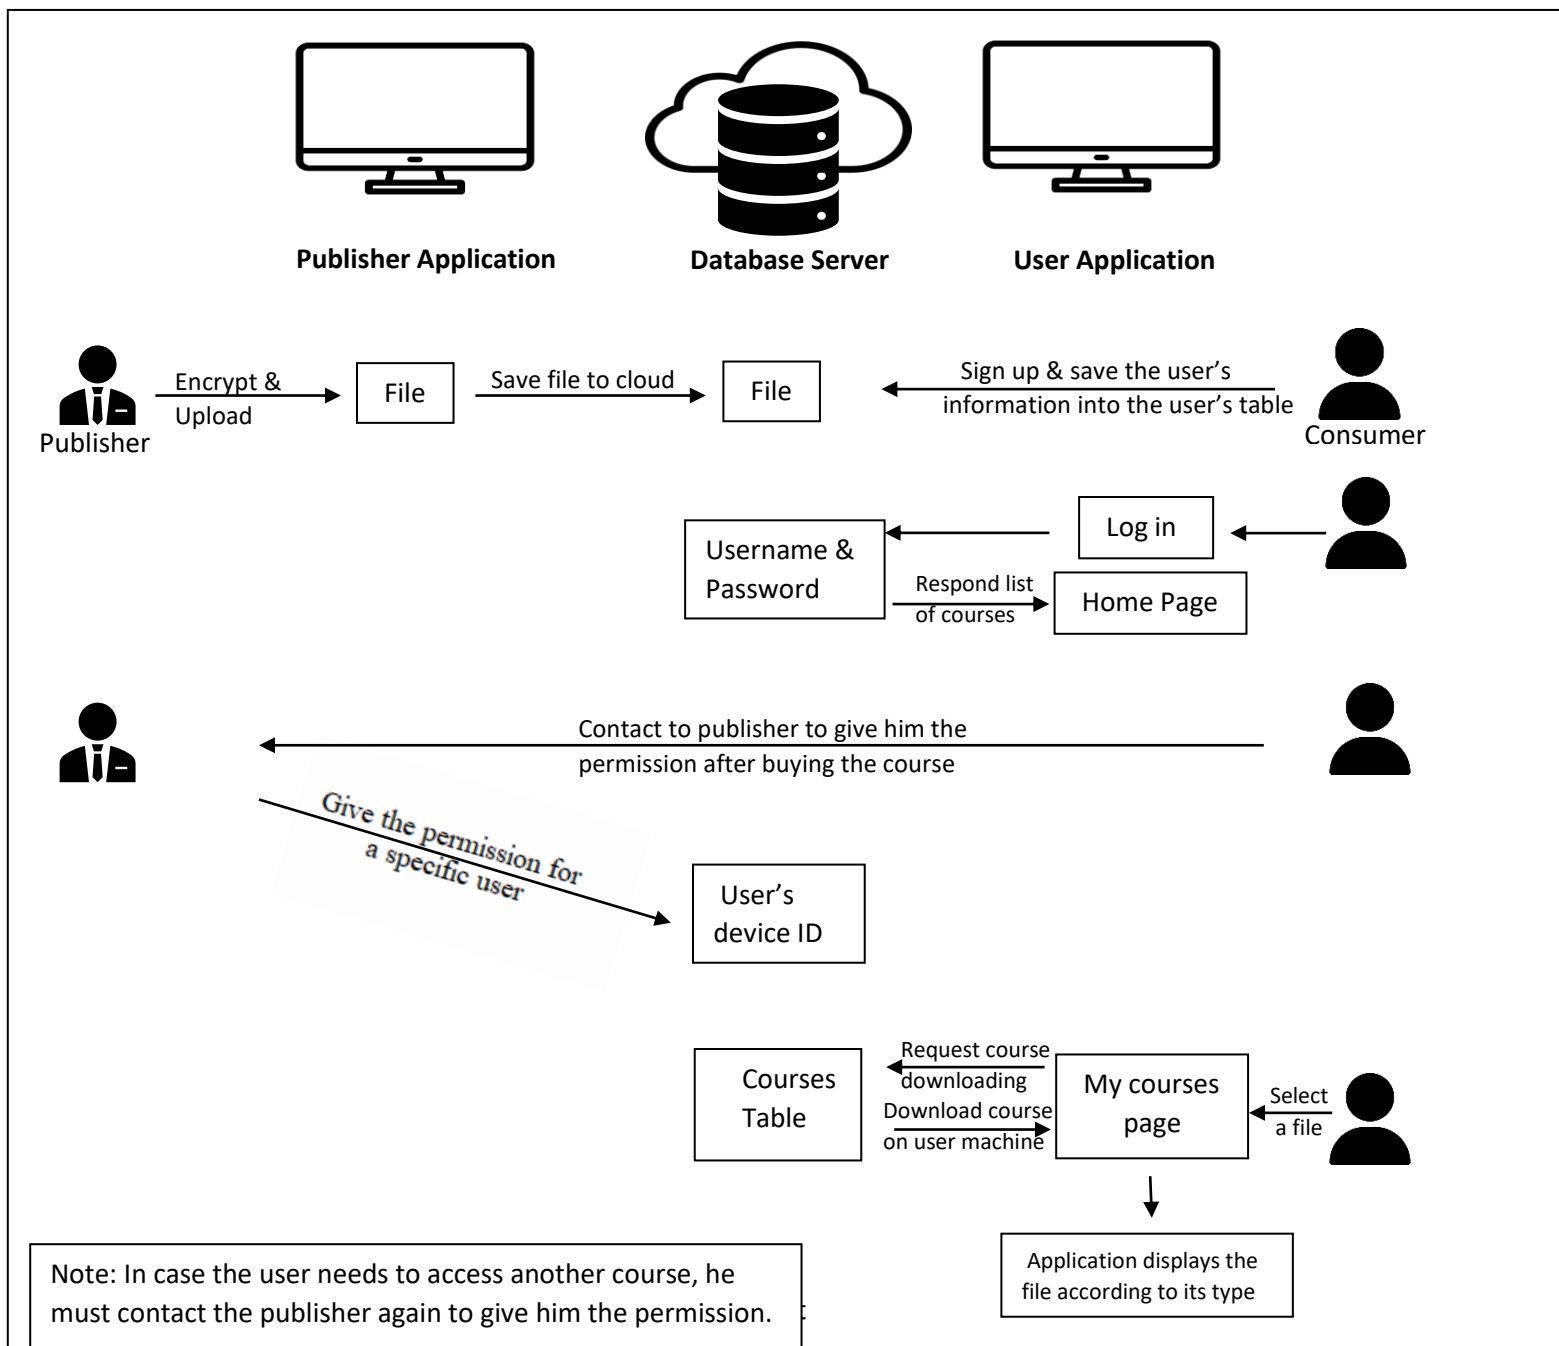 Publisher Application
Database Server
User Application
Encrypt &
Upload
File
Save file to cloud
File
Sign up & save the user’s
information into the user’s table
Publisher
Consumer
Log in
Username &
Password
Respond list
of courses
Home Page
Contact to publisher to give him the
permission after buying the course
Give the permission for
a specific user
User’s
device ID
Courses
Table
Request course
downloading
Download course
on user machine
My courses
page
Select
a file
Application displays the
file according to its type
Note: In case the user needs to access another course, he
must contact the publisher again to give him the permission.